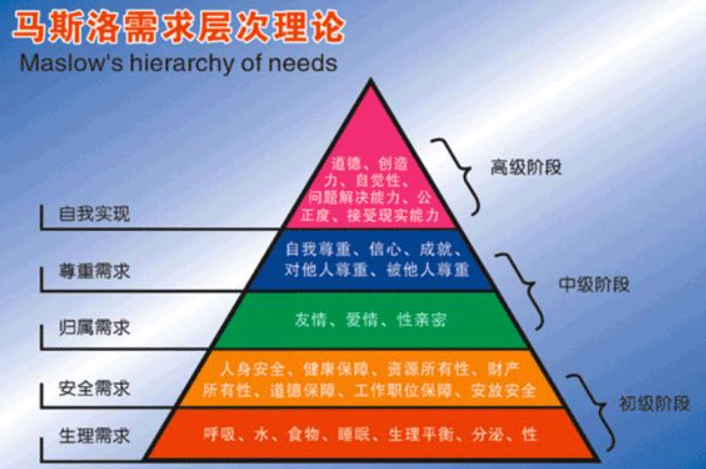 马斯洛需求层次理论
Maslow's hierarchy of needs
道德、创造
力、自觉性、
问题解决能力、公
正度、接受现实能力
高级阶段
自我实现
自我尊重、信心、成就、
对他人尊重、被他人尊重
尊重需求
中级阶段
友情、爱情、性亲密
归属需求
人身安全、健康保障、资源所有性、财产
所有性、道德保障、工作职位保障、安放安全
安全需求
初级阶段
呼吸、水、食物、睡眠、生理平衡、分泌、性
生理需求